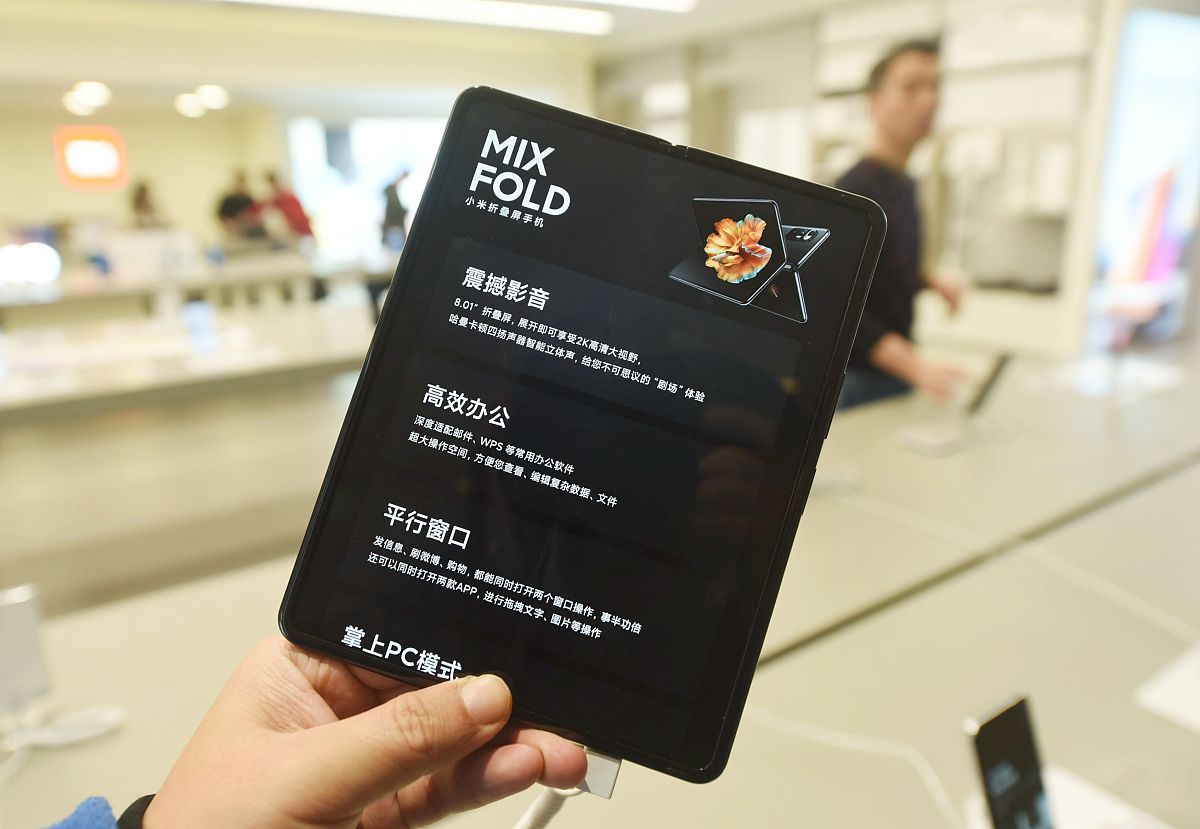 MIX
FOLD
小米折叠屏手机
震撼影音
8.01”折叠屏，展开即可享受2K高清大视野，
哈曼卡顿四扬声器智能立体声，给您不可思议的“剧场”体验
高效办公
深度适配邮件、WPS 等常用办公软件
超大操作空间，方便您查看、编辑复杂数据、文件
平行窗口
发信息、刷微博、购物，都能同时打开两个窗口操作，事半功倍
还可以同时打开两款APP，进行拖拽文字、图片等操作
掌上PC模式